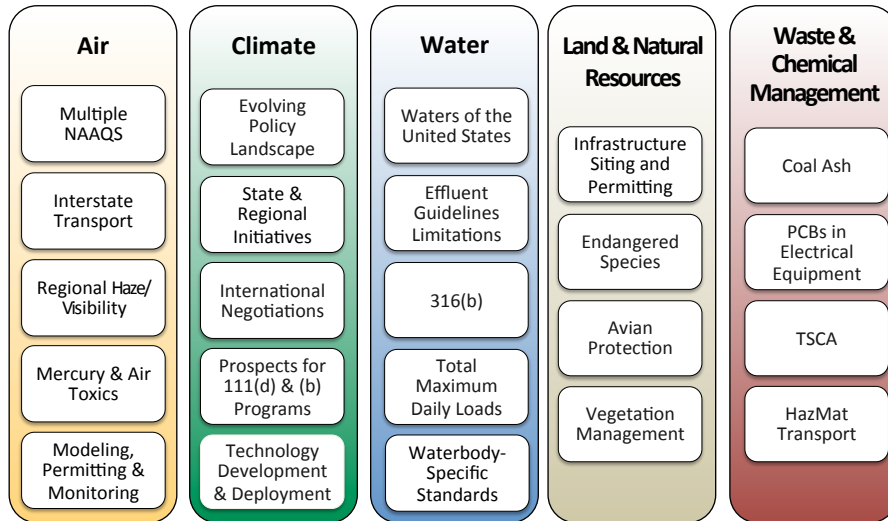 Air
Multiple
NAAQS
Interstate
Transport
Regional Haze/
Visibility
Mercury & Air
Toxics
Modeling,
Permitting &
Monitoring
Climate
Evolving
Policy
Landscape
State &
Regional
Initiatives
International
Negotiations
Prospects for
111(d) & (b)
Programs
Technology
Development
& Deployment
Water
Waters of the
United States
Effluent
Guidelines
Limitations
316(b)
Total
Maximum
Daily Loads
Waterbody-
Specific
Standards
Land & Natural
Resources
Infrastructure
Siting and
Permitting
Endangered
Species
Avian
Protection
Vegetation
Management
Waste &
Chemical
Management
Coal Ash
PCBs in
Electrical
Equipment
TSCA
HazMat
Transport